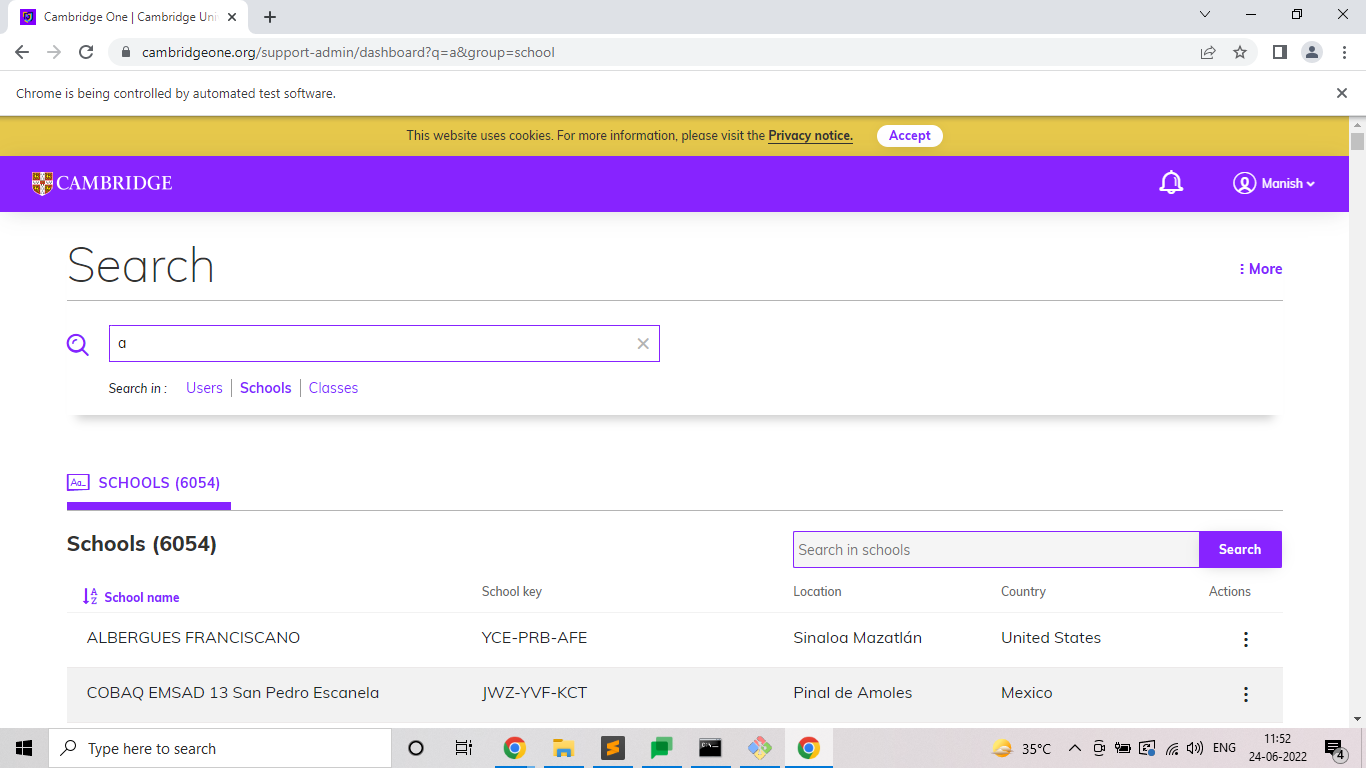 Cambridge One | Cambridge Uni
cambridgeone.org/support-admin/dashboard?q=a&group=school
Chrome is being controlled by automated test software.
This website uses cookies. For more information, please visit the Privacy notice. Accept
CAMBRIDGE Manish
Search
More
a
Search in : Users Schools Classes
Aa SCHOOLS (6054)
Schools (6054) Search in schools Search
A Z School name School key Location Country Actions
ALBERGUES FRANCISCANO YCE-PRB-AFE Sinaloa Mazatlán United States
COBAQ EMSAD 13 San Pedro Escanela JWZ-YVF-KCT Pinal de Amoles Mexico
Type here to search 35°C ENG 11:52
24-06-2022 4